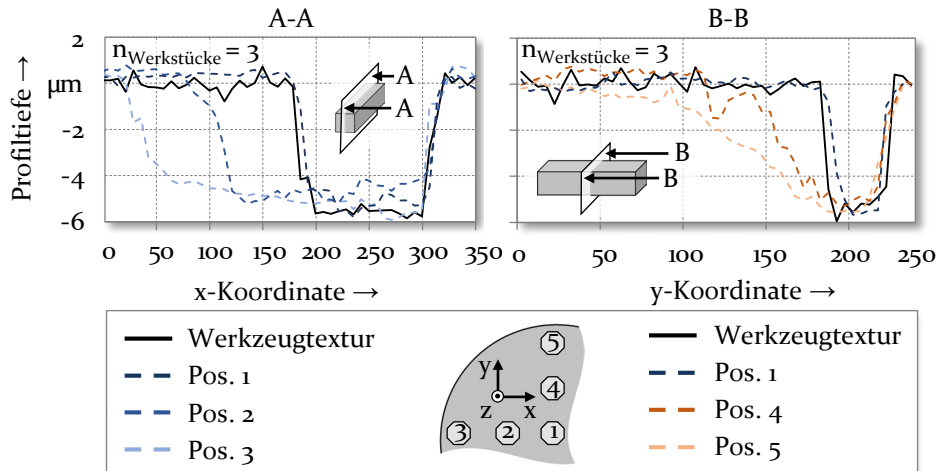 A-A
B-B
Profiltiefe →
2
µm
-2
-4
-6
n_Werkstücke = 3
A
A
0 50 100 150 200 250 300 350
x-Koordinate →
n_Werkstücke = 3
B
B
0 50 100 150 200 250
y-Koordinate →
Werkzeugtextur
Pos. 1
Pos. 2
Pos. 3
y
z
x
5
4
3
2
1
Werkzeugtextur
Pos. 1
Pos. 4
Pos. 5